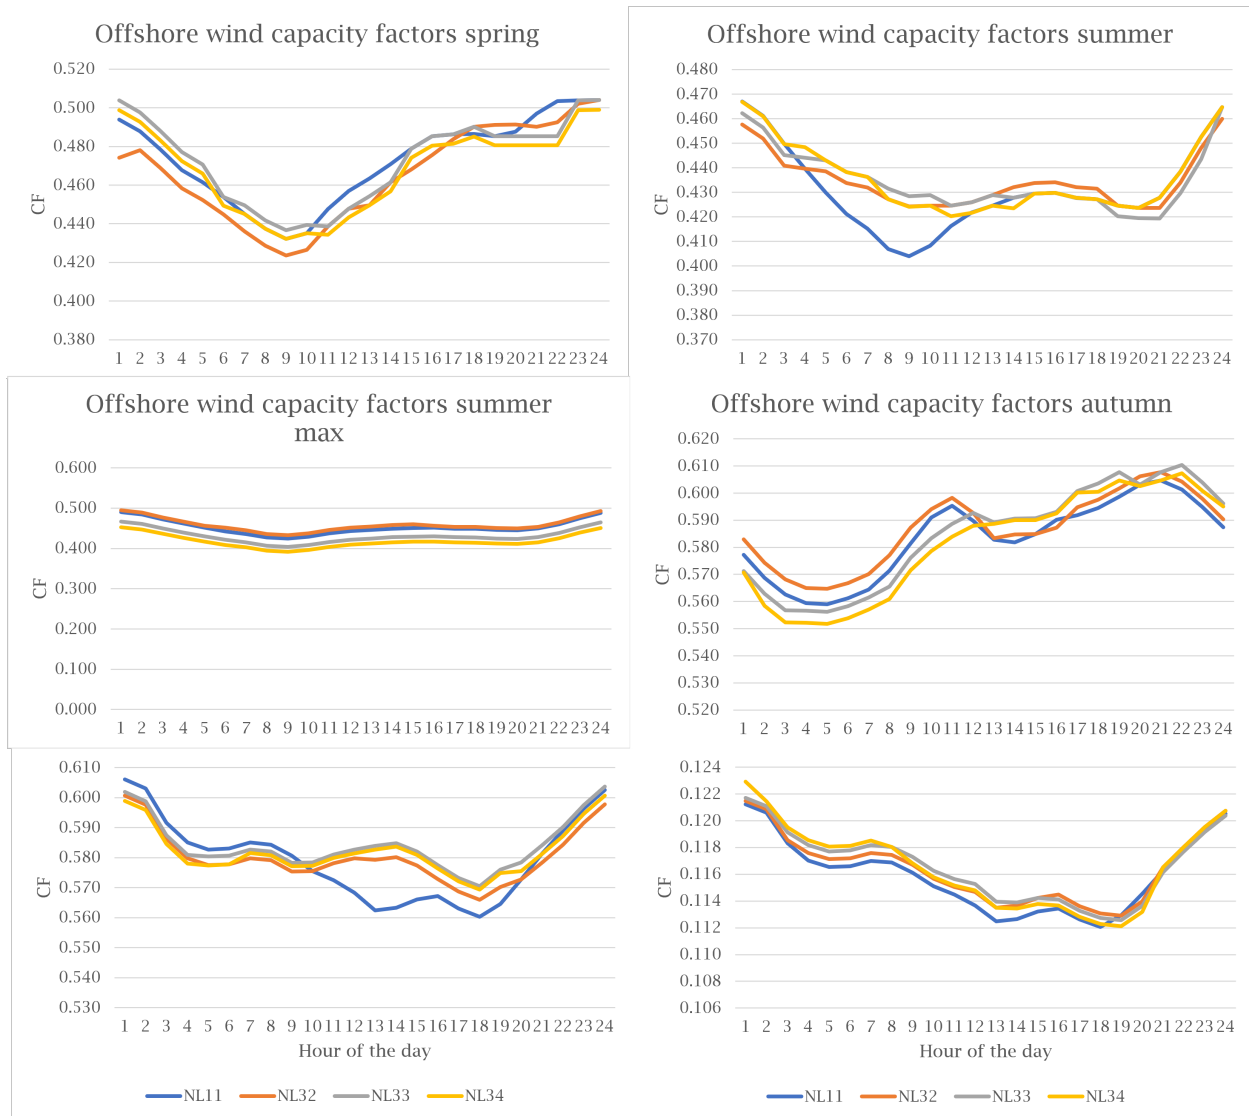 Offshore wind capacity factors spring
CF
0.520
0.500
0.480
0.460
0.440
0.420
0.400
0.380
1 2 3 4 5 6 7 8 9 10 11 12 13 14 15 16 17 18 19 20 21 22 23 24
Offshore wind capacity factors summer
CF
0.480
0.470
0.460
0.450
0.440
0.430
0.420
0.410
0.400
0.390
0.380
0.370
1 2 3 4 5 6 7 8 9 10 11 12 13 14 15 16 17 18 19 20 21 22 23 24
Offshore wind capacity factors summer
max
CF
0.600
0.500
0.400
0.300
0.200
0.100
0.000
1 2 3 4 5 6 7 8 9 10 11 12 13 14 15 16 17 18 19 20 21 22 23 24
Offshore wind capacity factors autumn
CF
0.620
0.610
0.600
0.590
0.580
0.570
0.560
0.550
0.540
0.530
0.520
1 2 3 4 5 6 7 8 9 10 11 12 13 14 15 16 17 18 19 20 21 22 23 24
CF
0.610
0.600
0.590
0.580
0.570
0.560
0.550
0.540
0.530
1 2 3 4 5 6 7 8 9 10 11 12 13 14 15 16 17 18 19 20 21 22 23 24
Hour of the day
NL11 NL32 NL33 NL34
CF
0.124
0.122
0.120
0.118
0.116
0.114
0.112
0.110
0.108
0.106
1 2 3 4 5 6 7 8 9 10 11 12 13 14 15 16 17 18 19 20 21 22 23 24
Hour of the day
NL11 NL32 NL33 NL34